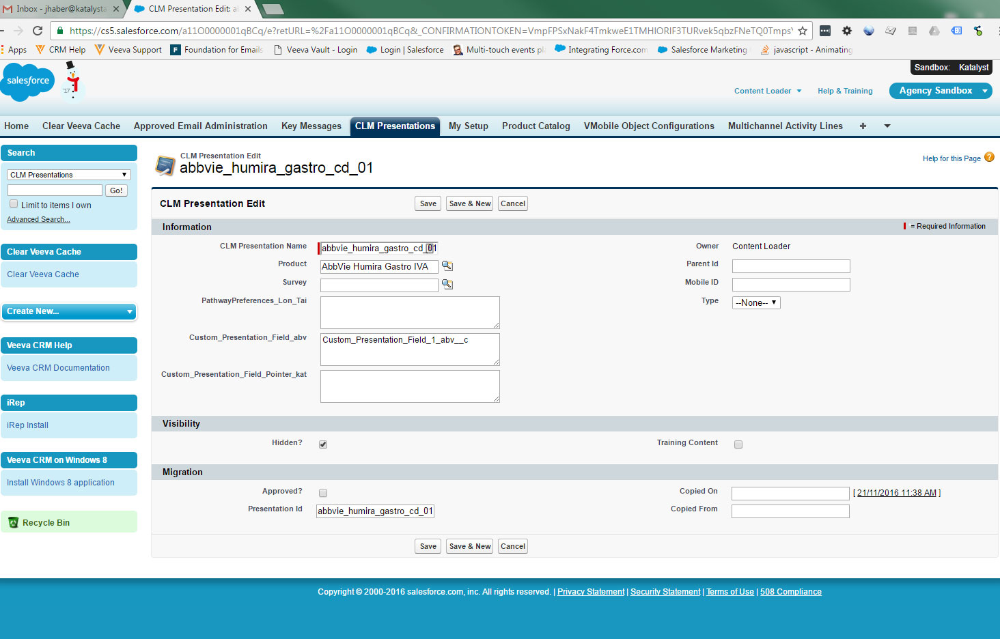 Inbox - jhaber@katalysta
CLM Presentation Edit: a
https://cs5.salesforce.com/a11O0000001qBCq/e?retURL=%2Fa11O0000001qBCq&_CONFIRMATIONTOKEN=VmpFPSxNakF4TmkweE1TMHlORlF3TURvek5qbzFNeTQ0Tmps
Apps CRM Help Veeva Support Foundation for Emails Veeva Vault - Login Login | Salesforce Multi-touch events pl Integrating Force.com Salesforce Marketing javascript - Animating
salesforce
'17
Sandbox: Katalyst
Content Loader Help & Training Agency Sandbox
Home Clear Veeva Cache Approved Email Administration Key Messages CLM Presentations My Setup Product Catalog VMobile Object Configurations Multichannel Activity Lines +
Search
CLM Presentations
Go!
Limit to items I own
Advanced Search...
Clear Veeva Cache
Clear Veeva Cache
Create New...
Veeva CRM Help
Veeva CRM Documentation
iRep
iRep Install
Veeva CRM on Windows 8
Install Windows 8 application
Recycle Bin
CLM Presentation Edit
abbvie_humira_gastro_cd_01
Help for this Page ?
CLM Presentation Edit Save Save & New Cancel
Information = Required Information
CLM Presentation Name abbvie_humira_gastro_cd_01 Owner Content Loader
Product AbbVie Humira Gastro IVA Parent Id
Survey Mobile ID
PathwayPreferences_Lon_Tai Type --None--
Custom_Presentation_Field_abv Custom_Presentation_Field_1_abv__c
Custom_Presentation_Field_Pointer_kat
Visibility
Hidden? Training Content
Migration
Approved? Copied On [ 21/11/2016 11:38 AM ]
Presentation Id abbvie_humira_gastro_cd_01 Copied From
Save Save & New Cancel
Copyright © 2000-2016 salesforce.com, inc. All rights reserved. | Privacy Statement | Security Statement | Terms of Use | 508 Compliance